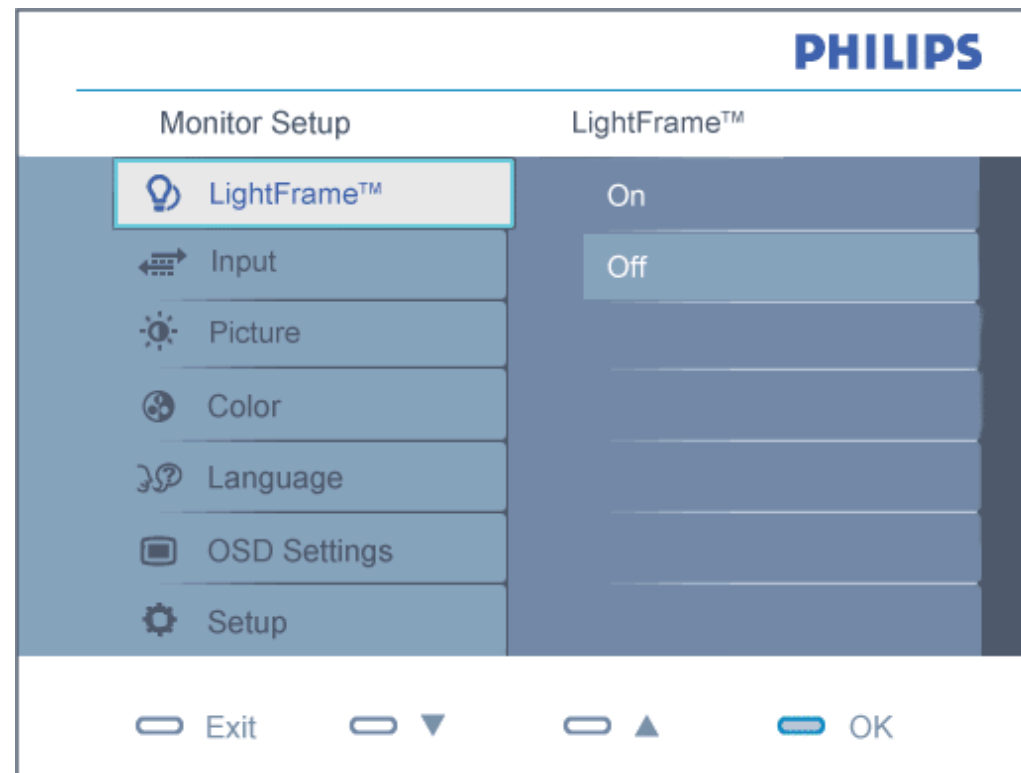 PHILIPS
Monitor Setup LightFrame™
LightFrame™ On
Input Off
Picture
Color
Language
OSD Settings
Setup
Exit ▼ ▲ OK